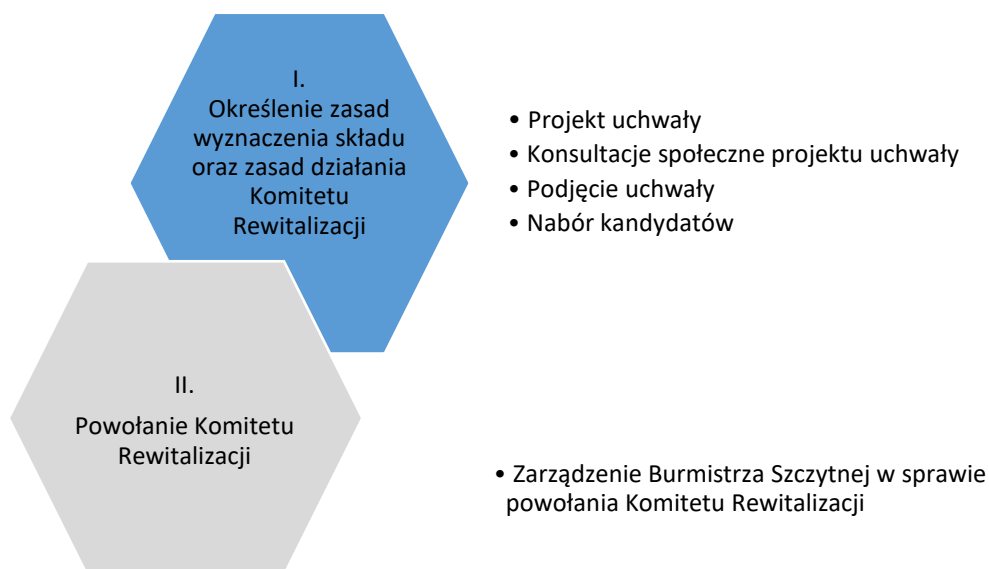 I.
Określenie zasad
wyznaczenia składu
oraz zasad działania
Komitetu
Rewitalizacji
• Projekt uchwały
• Konsultacje społeczne projektu uchwały
• Podjęcie uchwały
• Nabór kandydatów
II.
Powołanie Komitetu
Rewitalizacji
• Zarządzenie Burmistrza Szczytnej w sprawie
powołania Komitetu Rewitalizacji